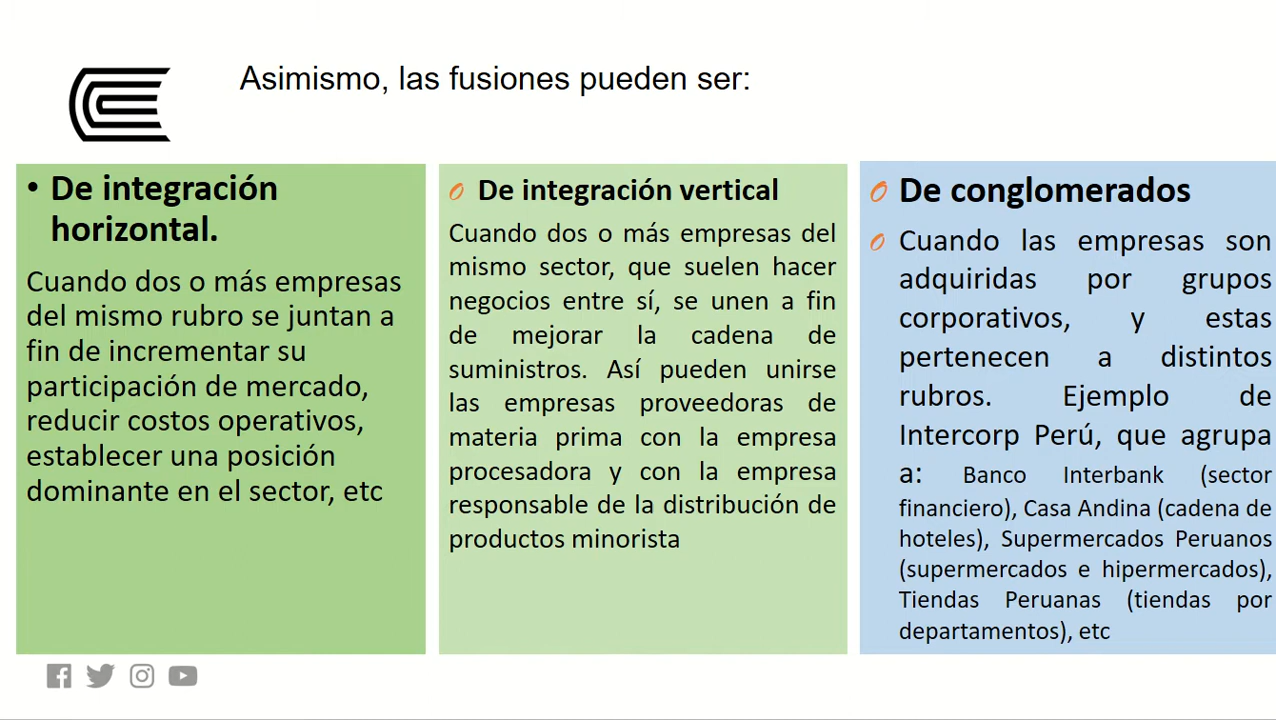 Asimismo, las fusiones pueden ser:
• De integración
horizontal.
Cuando dos o más empresas
del mismo rubro se juntan a
fin de incrementar su
participación de mercado,
reducir costos operativos,
establecer una posición
dominante en el sector, etc
De integración vertical
Cuando dos o más empresas del
mismo sector, que suelen hacer
negocios entre sí, se unen a fin
de mejorar la cadena de
suministros. Así pueden unirse
las empresas proveedoras de
materia prima con la empresa
procesadora y con la empresa
responsable de la distribución de
productos minorista
De conglomerados
Cuando las empresas son
adquiridas por grupos
corporativos, y estas
pertenecen a distintos
rubros. Ejemplo de
Intercorp Perú, que agrupa
a: Banco Interbank (sector
financiero), Casa Andina (cadena de
hoteles), Supermercados Peruanos
(supermercados e hipermercados),
Tiendas Peruanas (tiendas por
departamentos), etc